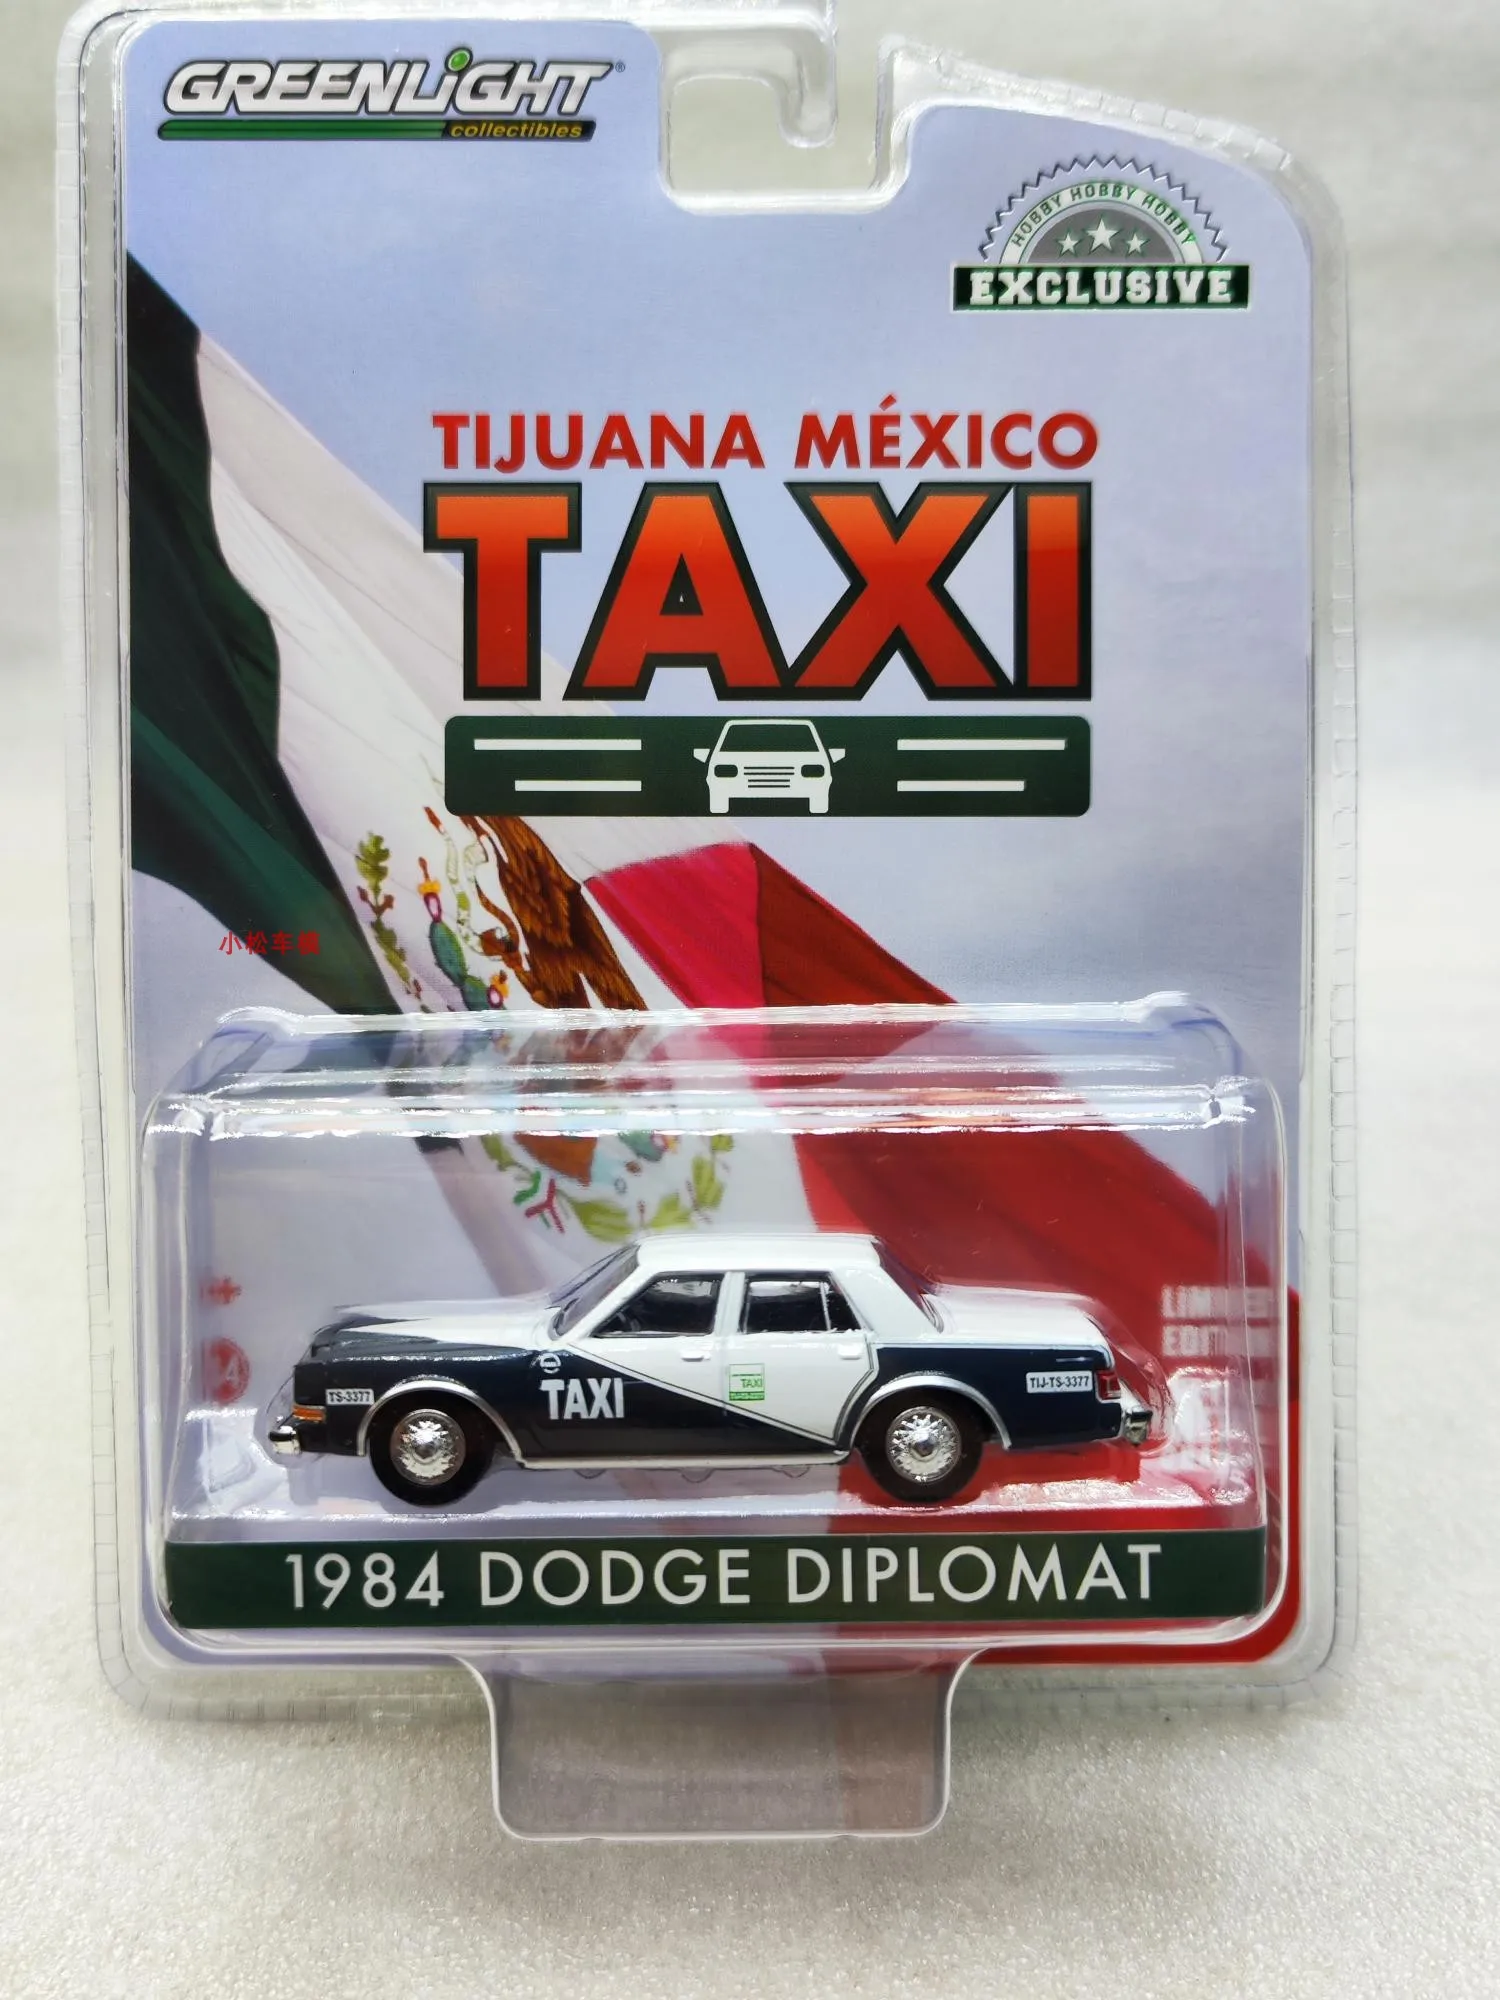 GREENLiGHT®
collectibles
HOBBY HOBBY HOBBY
EXCLUSIVE
TIJUANA MÉXICO
TAXI
小松车模
TAXI
TAXI
TS-3377
TIJ-TS-3377
1984 DODGE DIPLOMAT